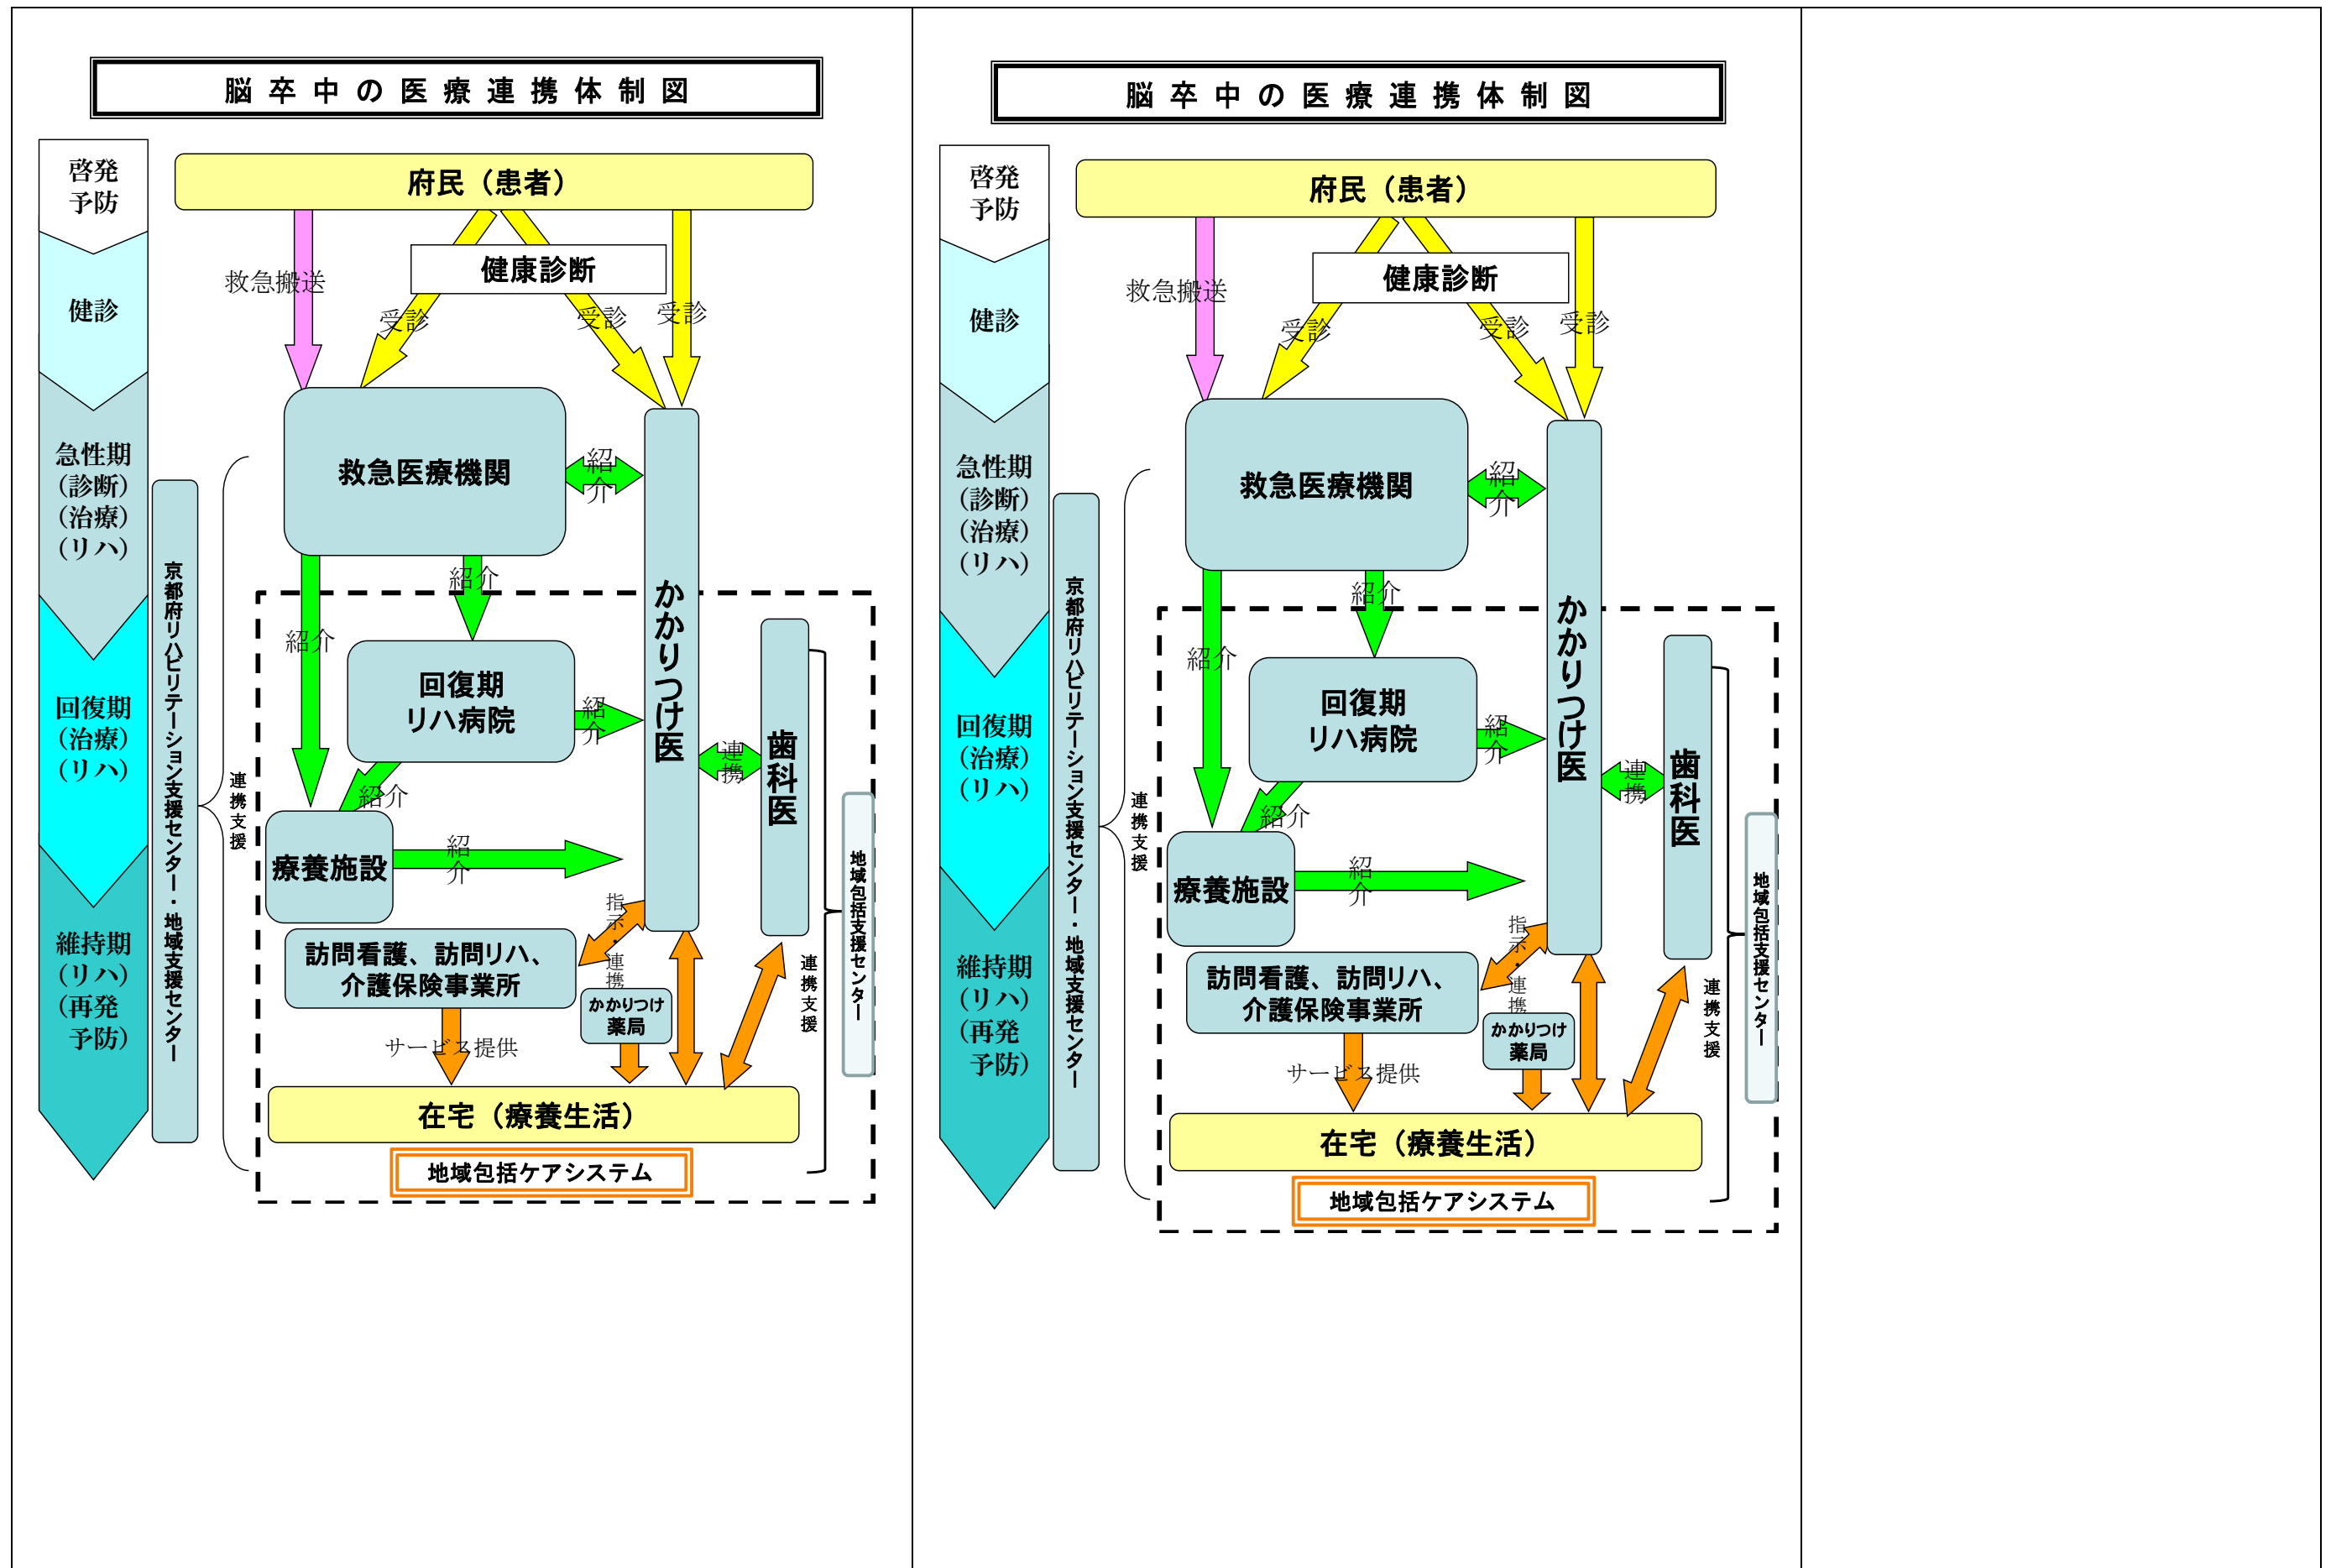 脳卒中の医療連携体制図
啓発
予防
健診
急性期
（診断）
（治療）
（リハ）
回復期
（治療）
（リハ）
維持期
（リハ）
（再発
予防）
京都府リハビリテーション支援センター・地域支援センター
連携支援
府民（患者）
救急搬送
健康診断
受診
受診
受診
救急医療機関
紹介
紹介
紹介
回復期
リハ病院
紹介
紹介
かかりつけ医
連携
歯科医
療養施設
紹介
指示・連携
訪問看護、訪問リハ、
介護保険事業所
かかりつけ
薬局
サービス提供
連携支援
地域包括支援センター
在宅（療養生活）
地域包括ケアシステム
脳卒中の医療連携体制図
啓発
予防
健診
急性期
（診断）
（治療）
（リハ）
回復期
（治療）
（リハ）
維持期
（リハ）
（再発
予防）
京都府リハビリテーション支援センター・地域支援センター
連携支援
府民（患者）
救急搬送
健康診断
受診
受診
受診
救急医療機関
紹介
紹介
紹介
回復期
リハ病院
紹介
紹介
かかりつけ医
連携
歯科医
療養施設
紹介
指示・連携
訪問看護、訪問リハ、
介護保険事業所
かかりつけ
薬局
サービス提供
連携支援
地域包括支援センター
在宅（療養生活）
地域包括ケアシステム